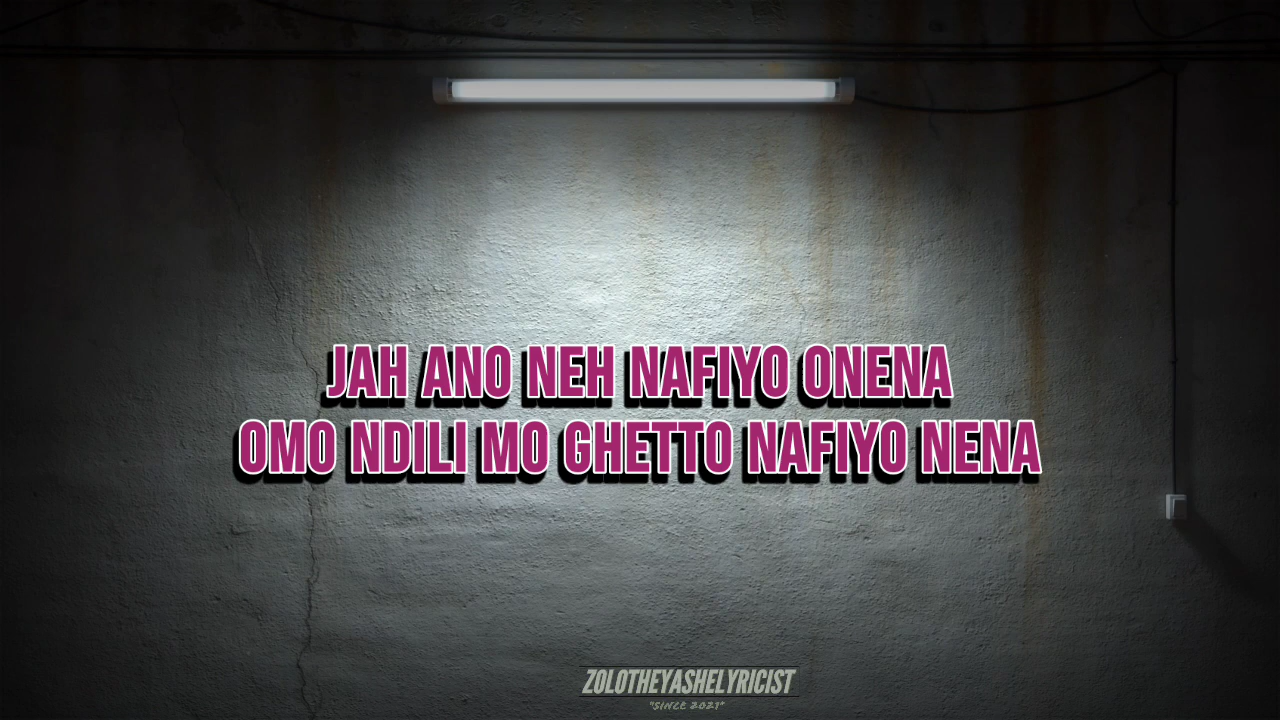 JAH ANO NEH NAFIYO ONENA
OMO NDILI MO GHETTO NAFIYO NENA
ZOLOTHEYASHELYRICIST
"SINCE 2021"